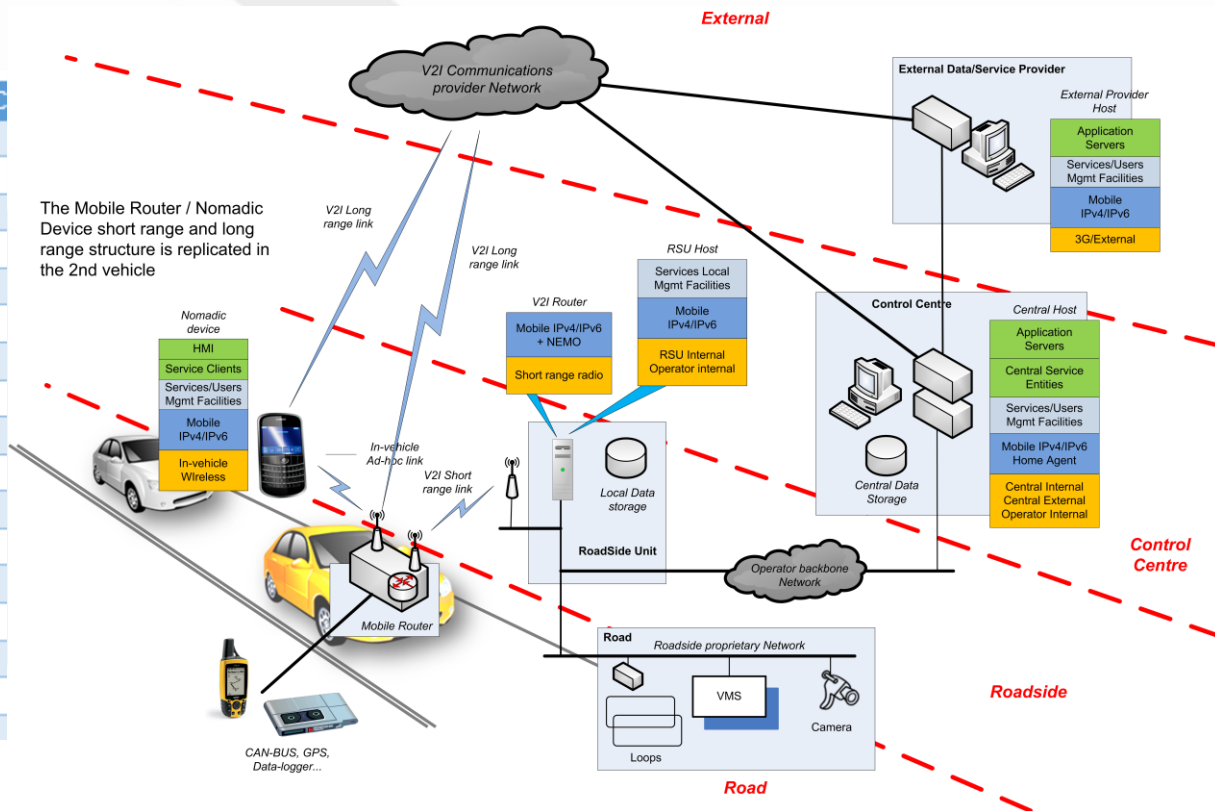 External
V2I Communications
provider Network
External Data/Service Provider
External Provider
Host
Application
Servers
Services/Users
Mgmt Facilities
Mobile
IPv4/IPv6
3G/External
The Mobile Router / Nomadic
Device short range and long
range structure is replicated in
the 2nd vehicle
V2I Long
range link
V2I Long
range link
RSU Host
Services Local
Mgmt Facilities
Mobile
IPv4/IPv6
RSU Internal
Operator internal
V2I Router
Mobile IPv4/IPv6
+ NEMO
Short range radio
Control Centre
Central Host
Application
Servers
Central Service
Entities
Services/Users
Mgmt Facilities
Mobile IPv4/IPv6
Home Agent
Central Internal
Central External
Operator Internal
Central Data
Storage
Nomadic
device
HMI
Service Clients
Services/Users
Mgmt Facilities
Mobile
IPv4/IPv6
In-vehicle
WIreless
In-vehicle
Ad-hoc link
V2I Short
range link
Local Data
storage
RoadSide Unit
Operator backbone
Network
Control
Centre
Mobile Router
Road
Roadside proprietary Network
VMS
Loops
Camera
Roadside
CAN-BUS, GPS,
Data-logger...
Road